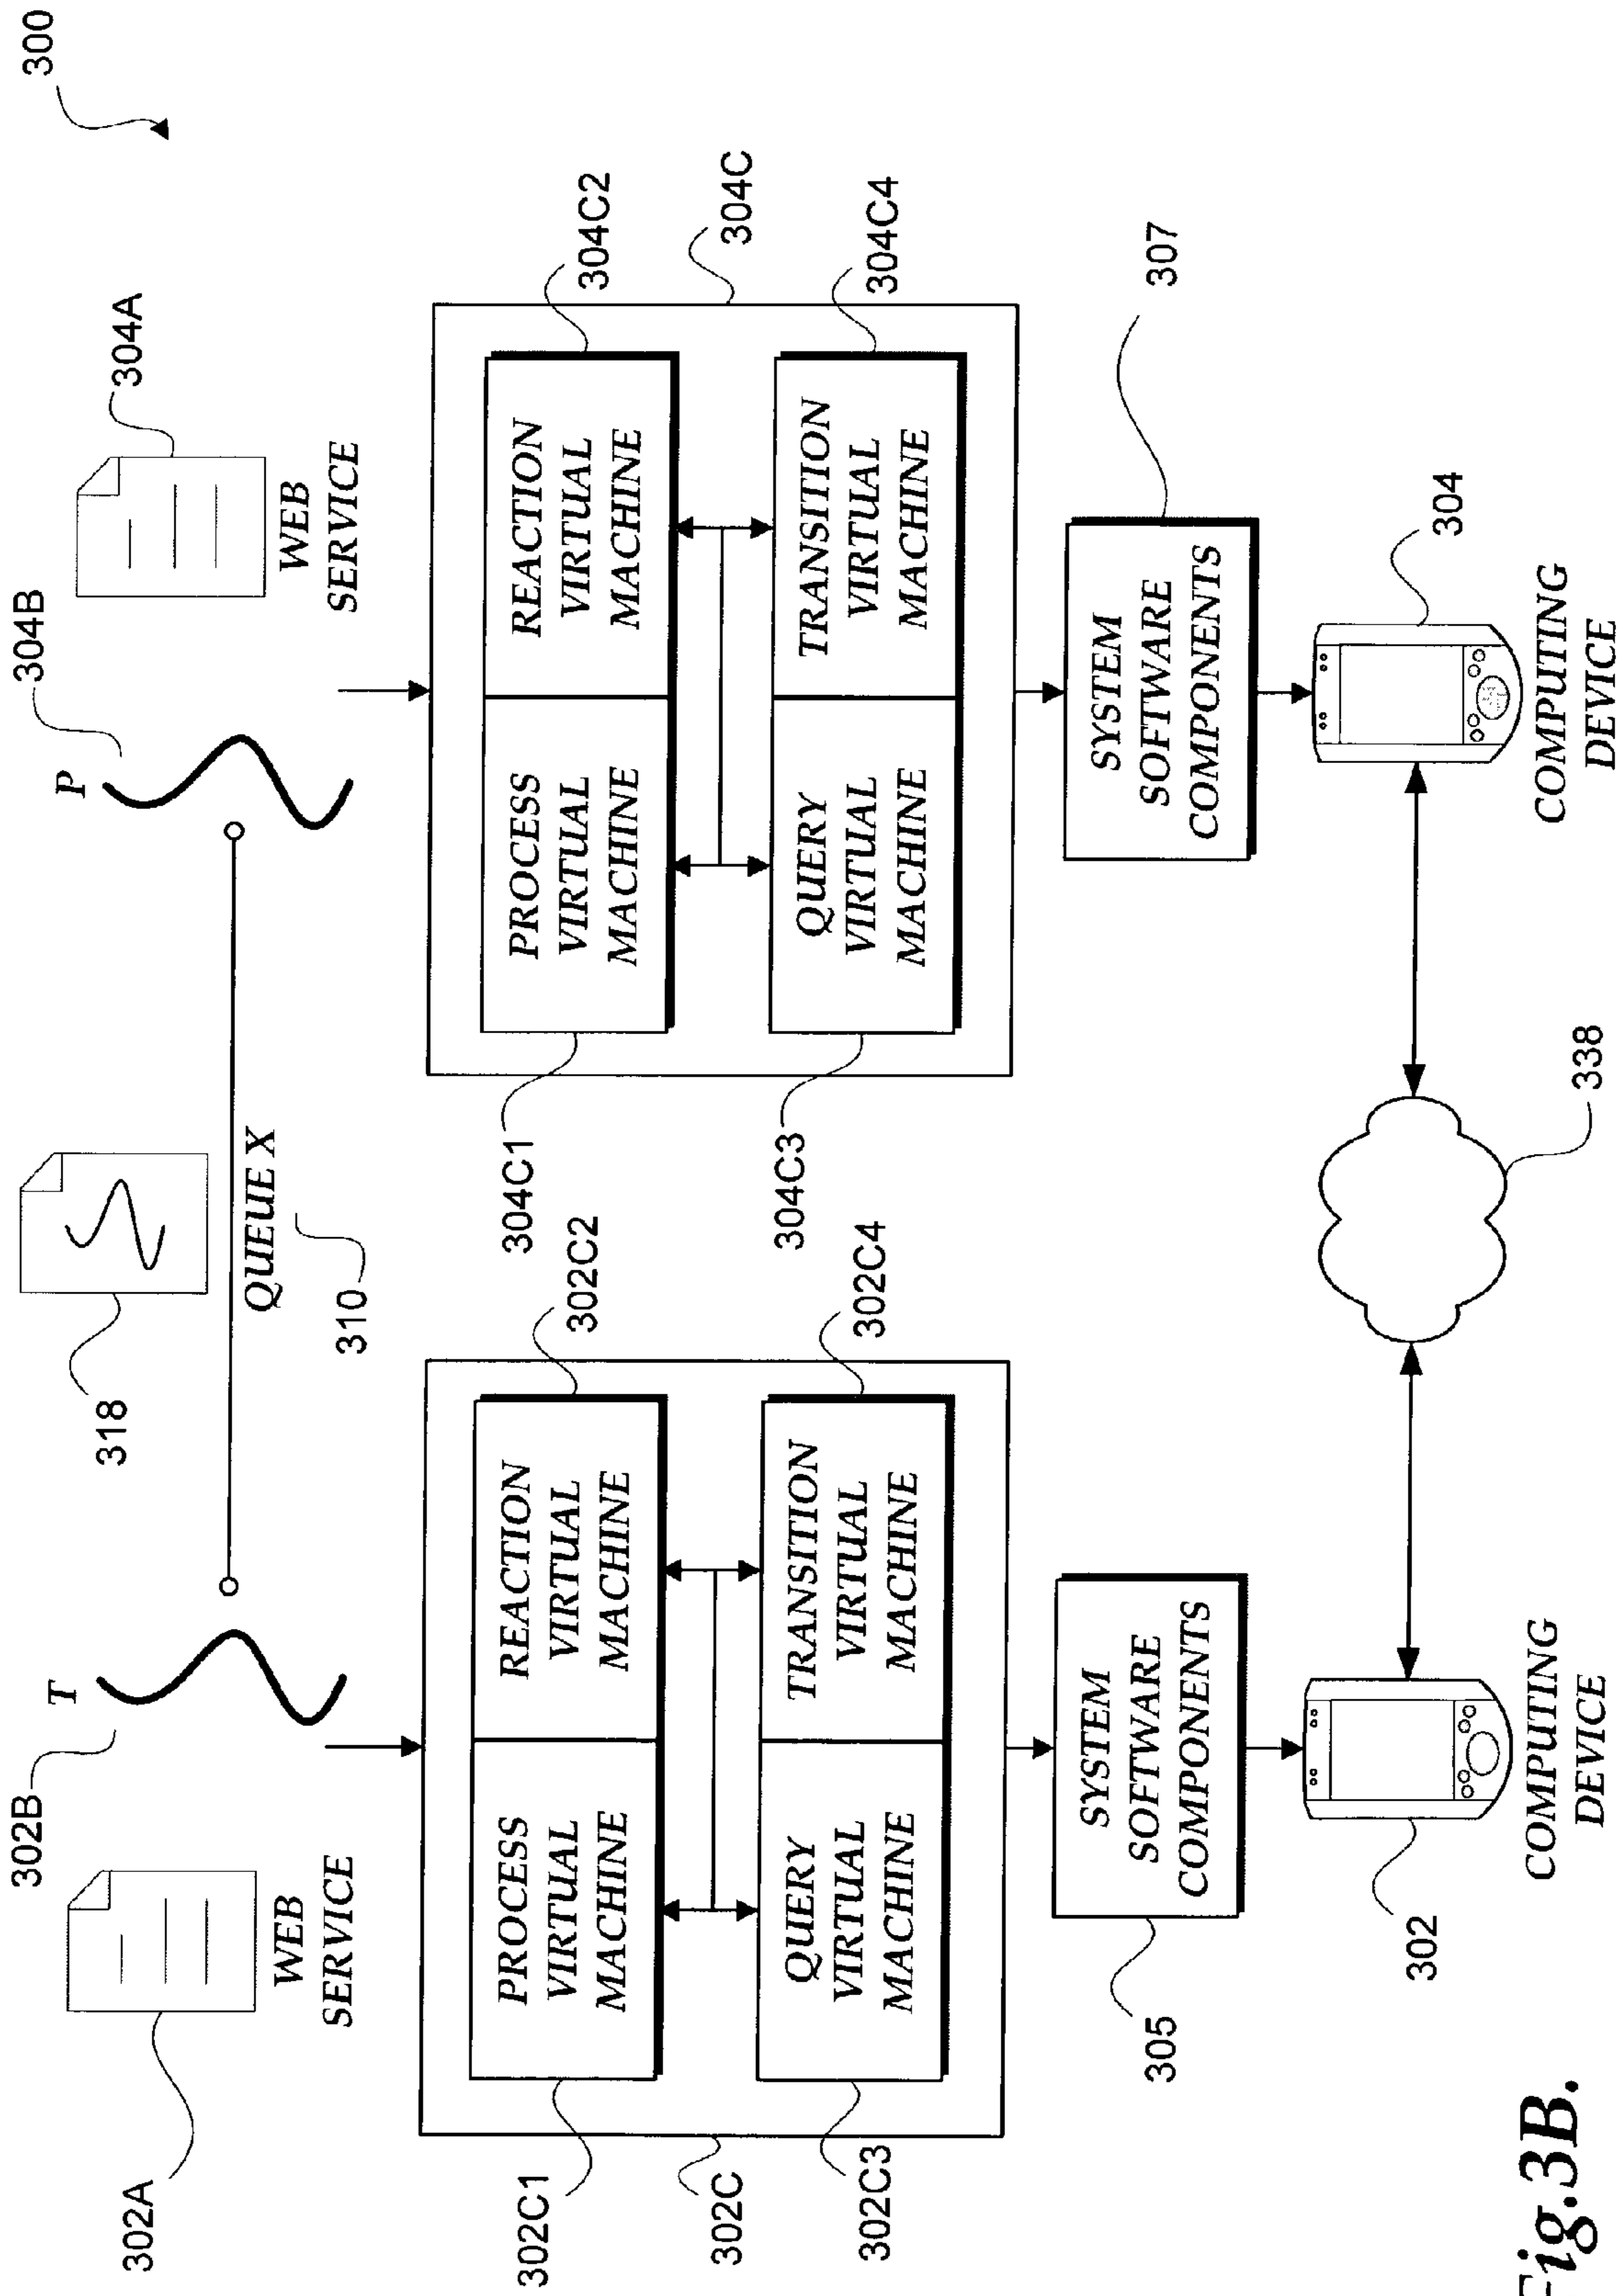 300
302A
302B
T
318
QUEUE X
310
P
304B
304A
WEB
SERVICE
WEB
SERVICE
302C1
302C
302C3
302C2
302C4
PROCESS
VIRTUAL
MACHINE
REACTION
VIRTUAL
MACHINE
QUERY
VIRTUAL
MACHINE
TRANSITION
VIRTUAL
MACHINE
304C1
304C3
304C2
304C
304C4
PROCESS
VIRTUAL
MACHINE
REACTION
VIRTUAL
MACHINE
QUERY
VIRTUAL
MACHINE
TRANSITION
VIRTUAL
MACHINE
305
SYSTEM
SOFTWARE
COMPONENTS
307
SYSTEM
SOFTWARE
COMPONENTS
302
COMPUTING
DEVICE
338
304
COMPUTING
DEVICE
Fig.3B.